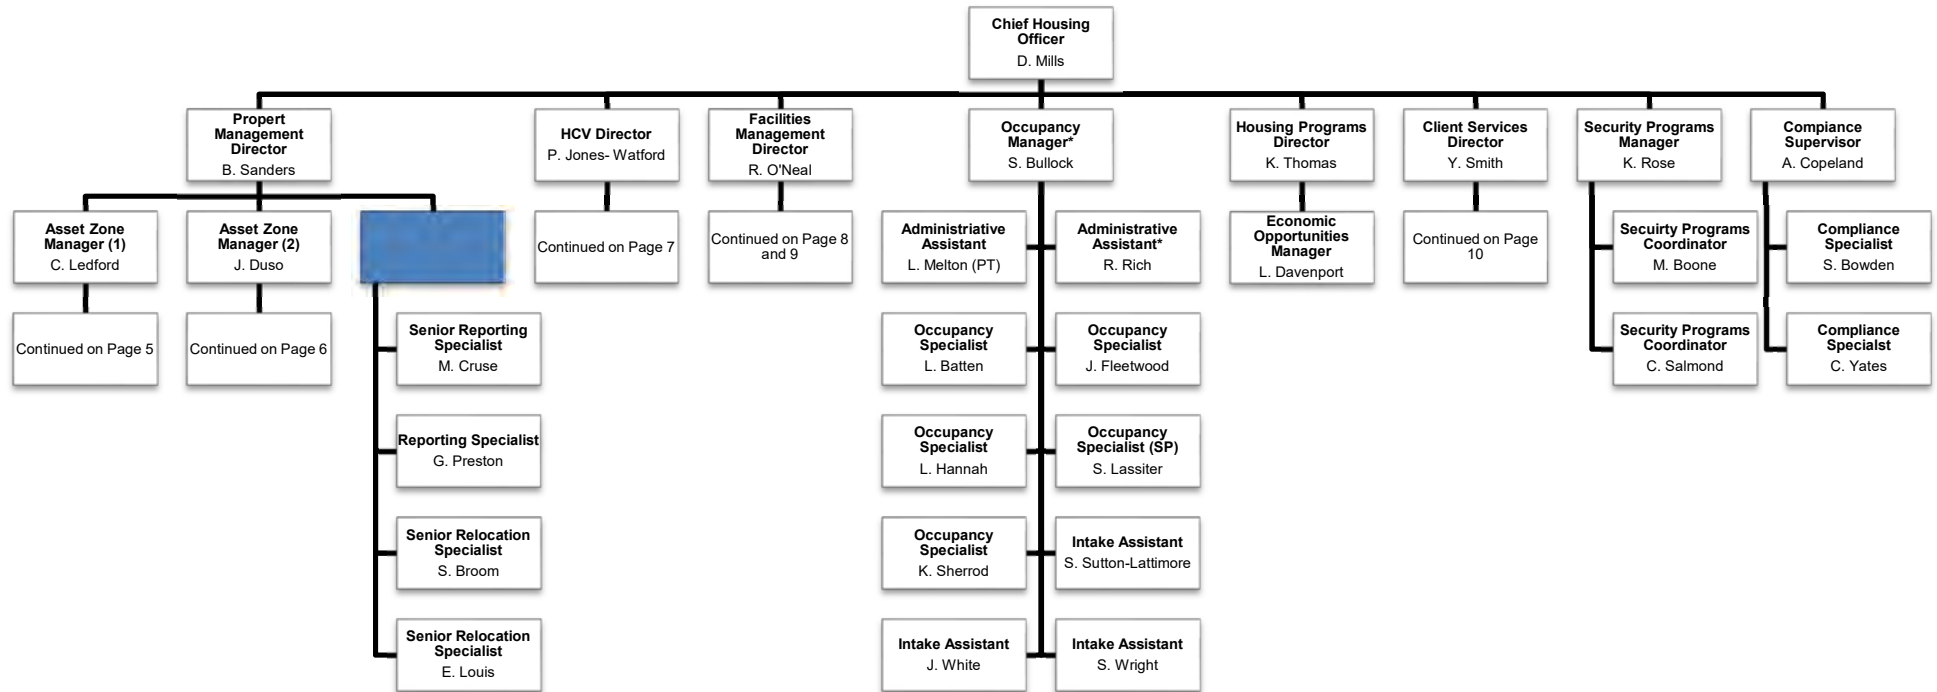 Chief Housing
Officer
D. Mills
Propert
Management
Director
B. Sanders
HCV Director
P. Jones- Watford
Facilities
Management
Director
R. O'Neal
Occupancy
Manager*
S. Bullock
Housing Programs
Director
K. Thomas
Client Services
Director
Y. Smith
Security Programs
Manager
K. Rose
Compiance
Supervisor
A. Copeland
Asset Zone
Manager (1)
C. Ledford
Asset Zone
Manager (2)
J. Duso
Continued on Page 7
Continued on Page 8
and 9
Administriative
Assistant
L. Melton (PT)
Administrative
Assistant*
R. Rich
Economic
Opportunities
Manager
L. Davenport
Continued on Page
10
Secuirty Programs
Coordinator
M. Boone
Compliance
Specialist
S. Bowden
Continued on Page 5
Continued on Page 6
Senior Reporting
Specialist
M. Cruse
Occupancy
Specialist
L. Batten
Occupancy
Specialist
J. Fleetwood
Security Programs
Coordinator
C. Salmond
Compliance
Specialst
C. Yates
Reporting Specialist
G. Preston
Occupancy
Specialist
L. Hannah
Occupancy
Specialist (SP)
S. Lassiter
Senior Relocation
Specialist
S. Broom
Occupancy
Specialist
K. Sherrod
Intake Assistant
S. Sutton-Lattimore
Senior Relocation
Specialist
E. Louis
Intake Assistant
J. White
Intake Assistant
S. Wright